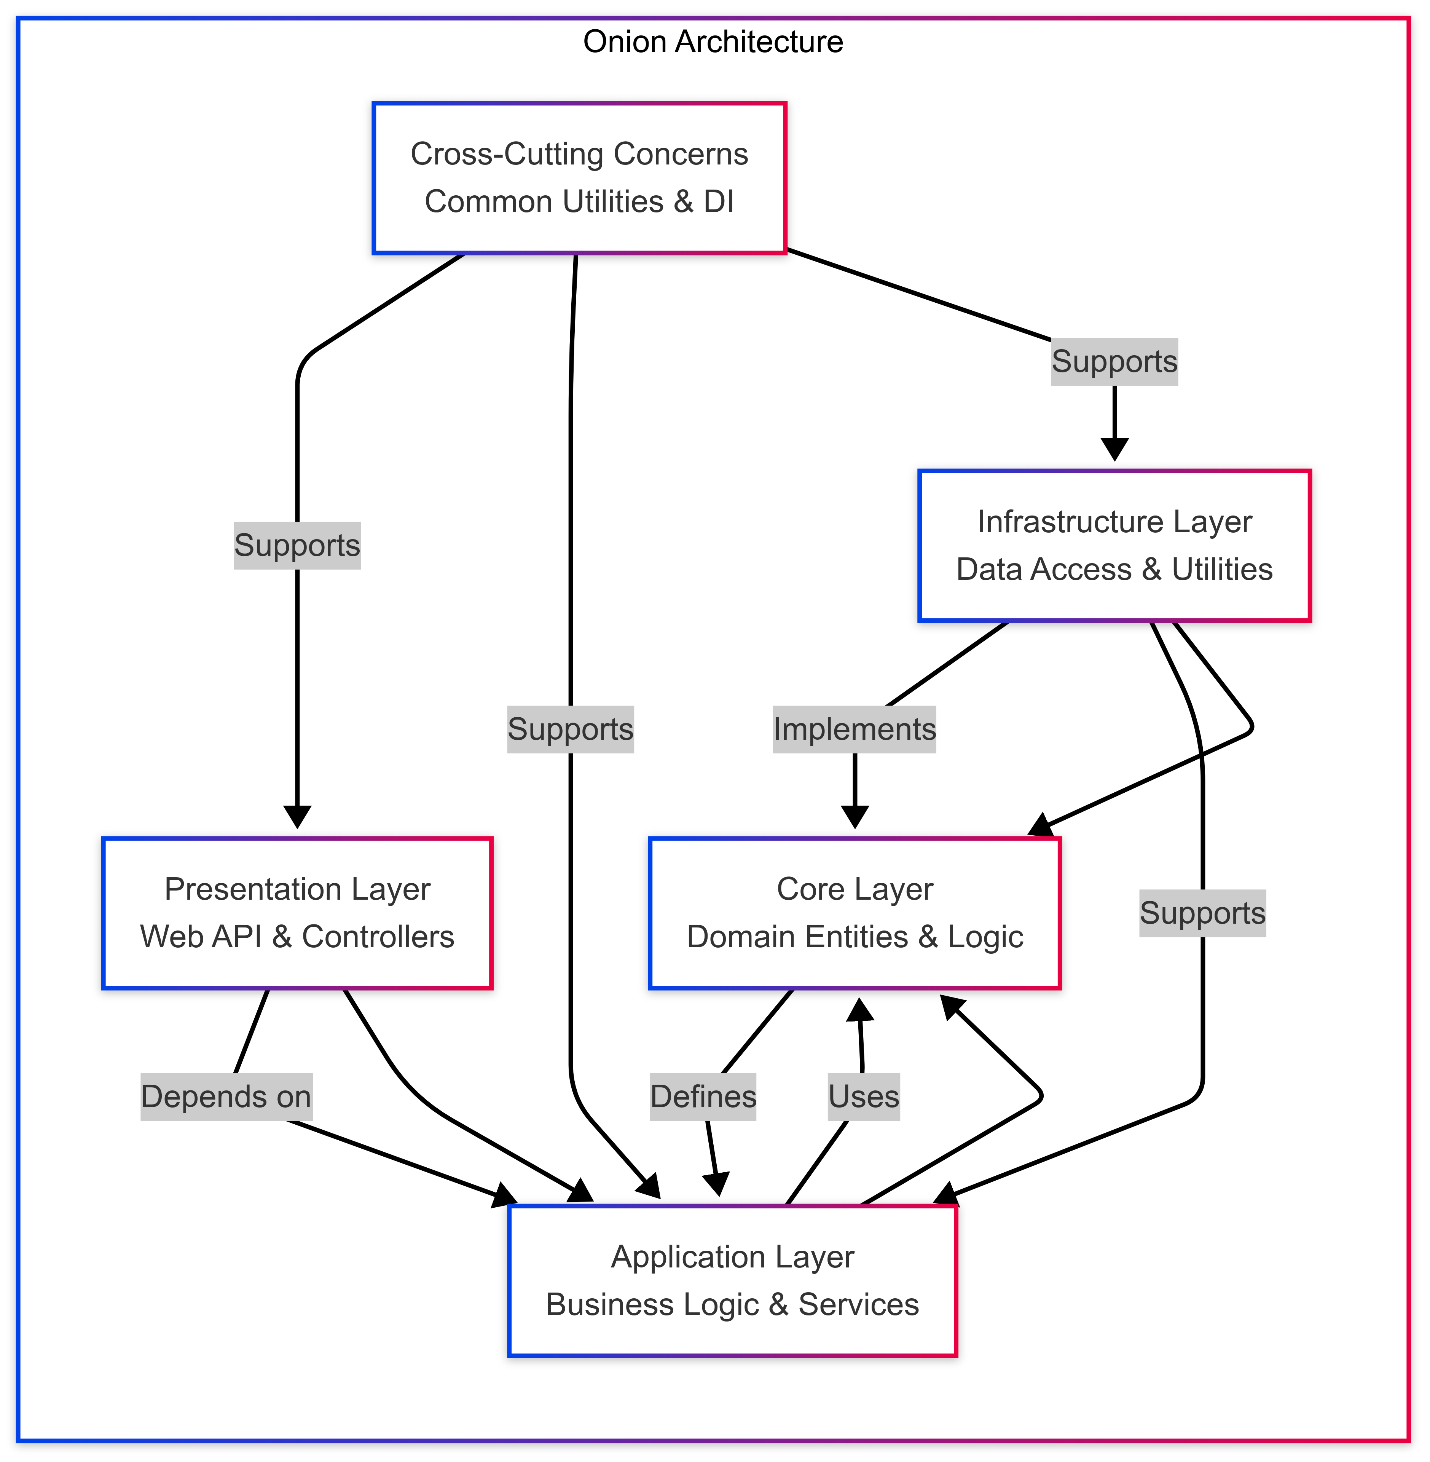 Onion Architecture
Cross-Cutting Concerns
Common Utilities & DI
Supports
Infrastructure Layer
Data Access & Utilities
Supports
Supports
Implements
Presentation Layer
Web API & Controllers
Core Layer
Domain Entities & Logic
Supports
Depends on
Defines
Uses
Application Layer
Business Logic & Services